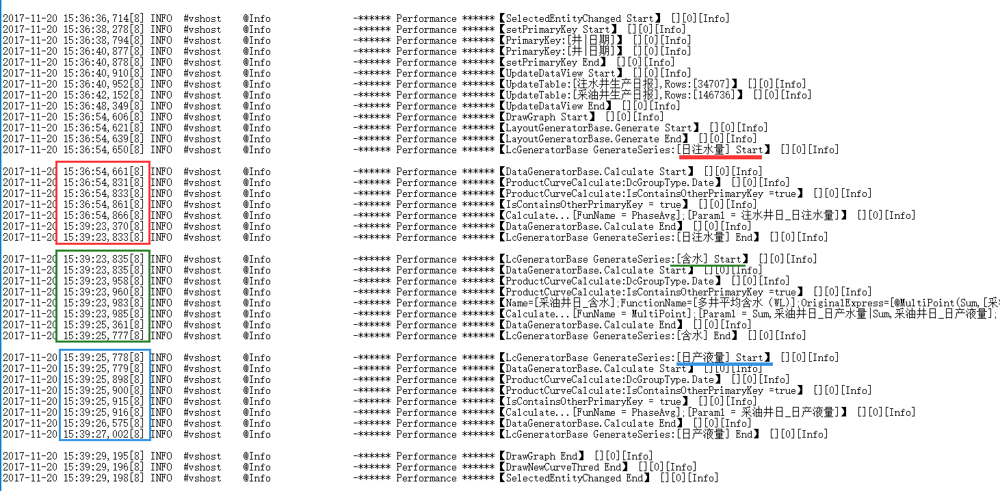 2017-11-20 15:36:36,714[8] INFO #vshost @Info -****** Performance ******【SelectedEntityChanged Start】 [][0][Info]
2017-11-20 15:36:38,278[8] INFO #vshost @Info -****** Performance ******【setPrimaryKey Start】 [][0][Info]
2017-11-20 15:36:38,794[8] INFO #vshost @Info -****** Performance ******【PrimaryKey:[井|日期]】 [][0][Info]
2017-11-20 15:36:40,877[8] INFO #vshost @Info -****** Performance ******【PrimaryKey:[井|日期]】 [][0][Info]
2017-11-20 15:36:40,878[8] INFO #vshost @Info -****** Performance ******【setPrimaryKey End】 [][0][Info]
2017-11-20 15:36:40,910[8] INFO #vshost @Info -****** Performance ******【UpdateDataView Start】 [][0][Info]
2017-11-20 15:36:40,952[8] INFO #vshost @Info -****** Performance ******【UpdateTable:[注水井生产日报],Rows:[34707]】 [][0][Info]
2017-11-20 15:36:42,152[8] INFO #vshost @Info -****** Performance ******【UpdateTable:[采油井生产日报],Rows:[146736]】 [][0][Info]
2017-11-20 15:36:48,349[8] INFO #vshost @Info -****** Performance ******【UpdateDataView End】 [][0][Info]
2017-11-20 15:36:54,606[8] INFO #vshost @Info -****** Performance ******【DrawGraph Start】 [][0][Info]
2017-11-20 15:36:54,621[8] INFO #vshost @Info -****** Performance ******【LayoutGeneratorBase.Generate Start】 [][0][Info]
2017-11-20 15:36:54,639[8] INFO #vshost @Info -****** Performance ******【LayoutGeneratorBase.Generate End】 [][0][Info]
2017-11-20 15:36:54,650[8] INFO #vshost @Info -****** Performance ******【LcGeneratorBase GenerateSeries:[日注水量] Start】 [][0][Info]
2017-11-20 15:36:54,661[8] INFO #vshost @Info -****** Performance ******【DataGeneratorBase.Calculate Start】 [][0][Info]
2017-11-20 15:36:54,831[8] INFO #vshost @Info -****** Performance ******【ProductCurveCalculate:DcGroupType.Date】 [][0][Info]
2017-11-20 15:36:54,833[8] INFO #vshost @Info -****** Performance ******【ProductCurveCalculate:IsContainsOtherPrimaryKey =true】 [][0][Info]
2017-11-20 15:36:54,861[8] INFO #vshost @Info -****** Performance ******【IsContainsOtherPrimaryKey = true】 [][0][Info]
2017-11-20 15:36:54,866[8] INFO #vshost @Info -****** Performance ******【Calculate...[FunName = PhaseAvg];[Param1 = 注水井日_日注水量]】 [][0][Info]
2017-11-20 15:39:23,370[8] INFO #vshost @Info -****** Performance ******【DataGeneratorBase.Calculate End】 [][0][Info]
2017-11-20 15:39:23,833[8] INFO #vshost @Info -****** Performance ******【LcGeneratorBase GenerateSeries:[日注水量] End】 [][0][Info]
2017-11-20 15:39:23,835[8] INFO #vshost @Info -****** Performance ******【LcGeneratorBase GenerateSeries:[含水] Start】 [][0][Info]
2017-11-20 15:39:23,835[8] INFO #vshost @Info -****** Performance ******【DataGeneratorBase.Calculate Start】 [][0][Info]
2017-11-20 15:39:23,958[8] INFO #vshost @Info -****** Performance ******【ProductCurveCalculate:DcGroupType.Date】 [][0][Info]
2017-11-20 15:39:23,960[8] INFO #vshost @Info -****** Performance ******【ProductCurveCalculate:IsContainsOtherPrimaryKey =true】 [][0][Info]
2017-11-20 15:39:23,983[8] INFO #vshost @Info -****** Performance ******【Name=[采油井日_含水];FunctionName=[多井平均含水（WL）];OriginalExpress=[@MultiPoint(Sum,[采
2017-11-20 15:39:23,985[8] INFO #vshost @Info -****** Performance ******【Calculate...[FunName = MultiPoint];[Param1 = Sum,采油井日_日产水量|Sum,采油井日_日产液量];
2017-11-20 15:39:25,361[8] INFO #vshost @Info -****** Performance ******【DataGeneratorBase.Calculate End】 [][0][Info]
2017-11-20 15:39:25,777[8] INFO #vshost @Info -****** Performance ******【LcGeneratorBase GenerateSeries:[含水] End】 [][0][Info]
2017-11-20 15:39:25,778[8] INFO #vshost @Info -****** Performance ******【LcGeneratorBase GenerateSeries:[日产液量] Start】 [][0][Info]
2017-11-20 15:39:25,779[8] INFO #vshost @Info -****** Performance ******【DataGeneratorBase.Calculate Start】 [][0][Info]
2017-11-20 15:39:25,898[8] INFO #vshost @Info -****** Performance ******【ProductCurveCalculate:DcGroupType.Date】 [][0][Info]
2017-11-20 15:39:25,900[8] INFO #vshost @Info -****** Performance ******【ProductCurveCalculate:IsContainsOtherPrimaryKey =true】 [][0][Info]
2017-11-20 15:39:25,915[8] INFO #vshost @Info -****** Performance ******【IsContainsOtherPrimaryKey = true】 [][0][Info]
2017-11-20 15:39:25,916[8] INFO #vshost @Info -****** Performance ******【Calculate...[FunName = PhaseAvg];[Param1 = 采油井日_日产液量]】 [][0][Info]
2017-11-20 15:39:26,575[8] INFO #vshost @Info -****** Performance ******【DataGeneratorBase.Calculate End】 [][0][Info]
2017-11-20 15:39:27,002[8] INFO #vshost @Info -****** Performance ******【LcGeneratorBase GenerateSeries:[日产液量] End】 [][0][Info]
2017-11-20 15:39:29,195[8] INFO #vshost @Info -****** Performance ******【DrawGraph End】 [][0][Info]
2017-11-20 15:39:29,196[8] INFO #vshost @Info -****** Performance ******【DrawNewCurveThred End】 [][0][Info]
2017-11-20 15:39:29,198[8] INFO #vshost @Info -****** Performance ******【SelectedEntityChanged End】 [][0][Info]